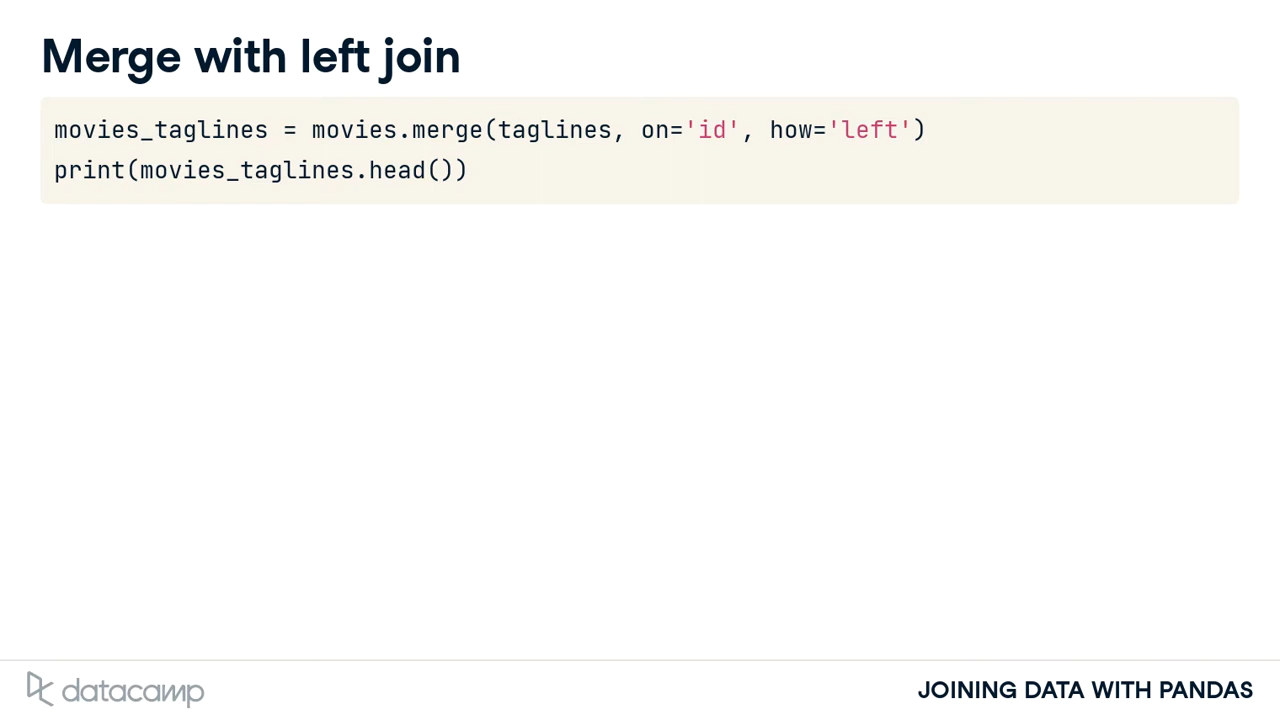 Merge with left join
movies_taglines = movies.merge(taglines, on='id', how='left')
print(movies_taglines.head())
datacamp
JOINING DATA WITH PANDAS